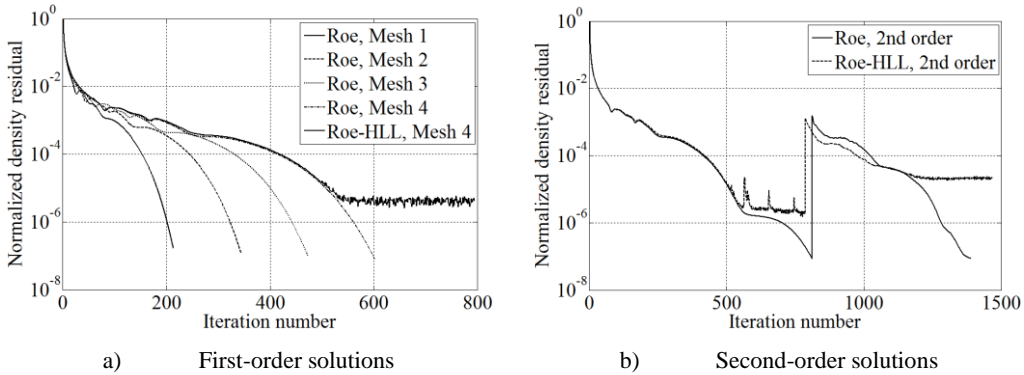 10^0
10^-2
10^-4
10^-6
10^-8
Normalized density residual
0 200 400 600 800
Iteration number
Roe, Mesh 1
Roe, Mesh 2
Roe, Mesh 3
Roe, Mesh 4
Roe-HLL, Mesh 4
a) First-order solutions
10^0
10^-2
10^-4
10^-6
10^-8
Normalized density residual
0 500 1000 1500
Iteration number
Roe, 2nd order
Roe-HLL, 2nd order
b) Second-order solutions